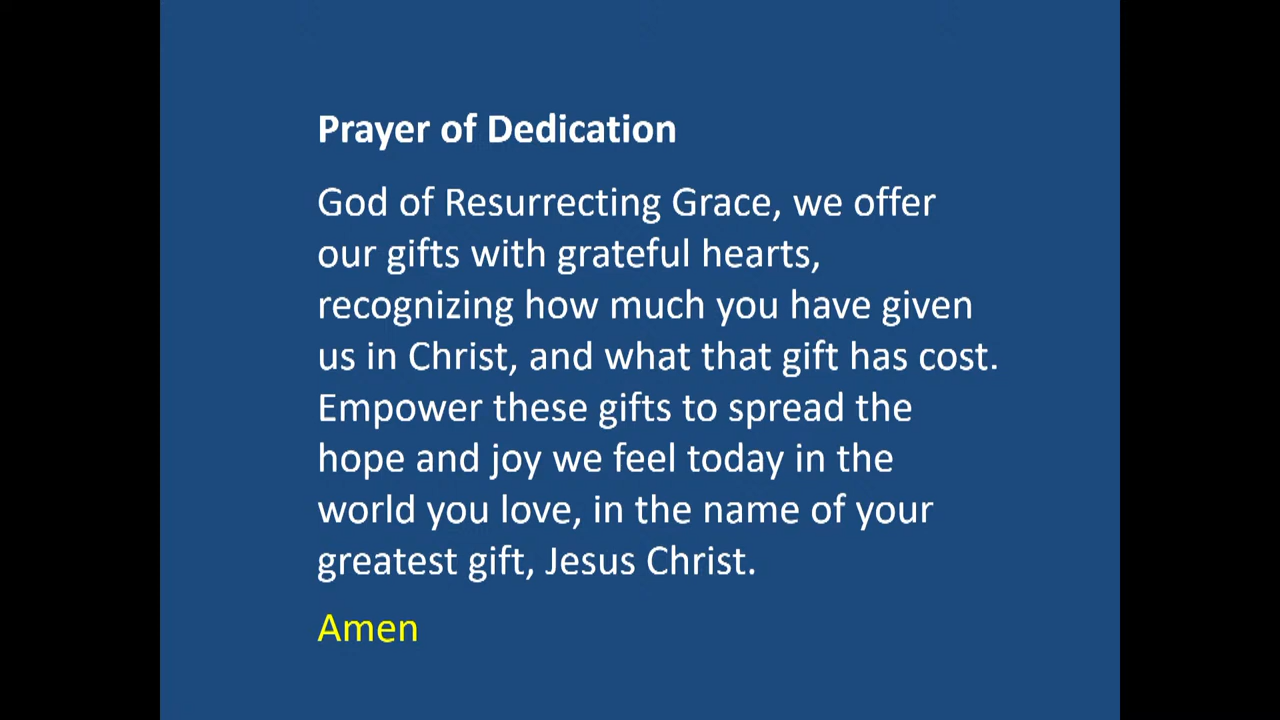 Prayer of Dedication
God of Resurrecting Grace, we offer
our gifts with grateful hearts,
recognizing how much you have given
us in Christ, and what that gift has cost.
Empower these gifts to spread the
hope and joy we feel today in the
world you love, in the name of your
greatest gift, Jesus Christ.
Amen